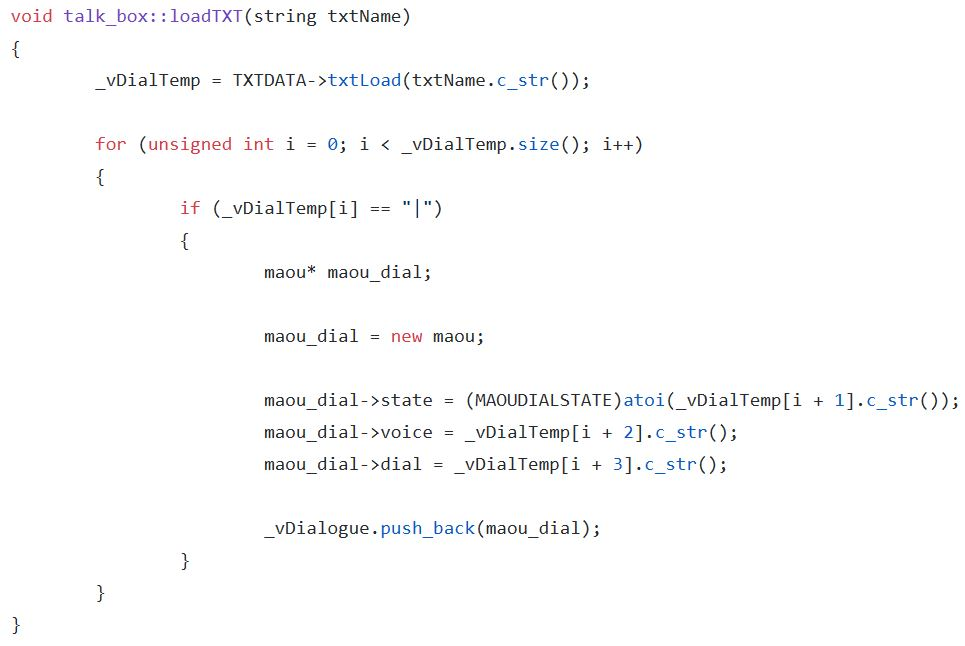 void talk_box::loadTXT(string txtName)
{
_vDialTemp = TXTDATA->txtLoad(txtName.c_str());
for (unsigned int i = 0; i < _vDialTemp.size(); i++)
{
if (_vDialTemp[i] == "|")
{
maou* maou_dial;
maou_dial = new maou;
maou_dial->state = (MAOUDIALSTATE)atoi(_vDialTemp[i + 1].c_str());
maou_dial->voice = _vDialTemp[i + 2].c_str();
maou_dial->dial = _vDialTemp[i + 3].c_str();
_vDialogue.push_back(maou_dial);
}
}
}